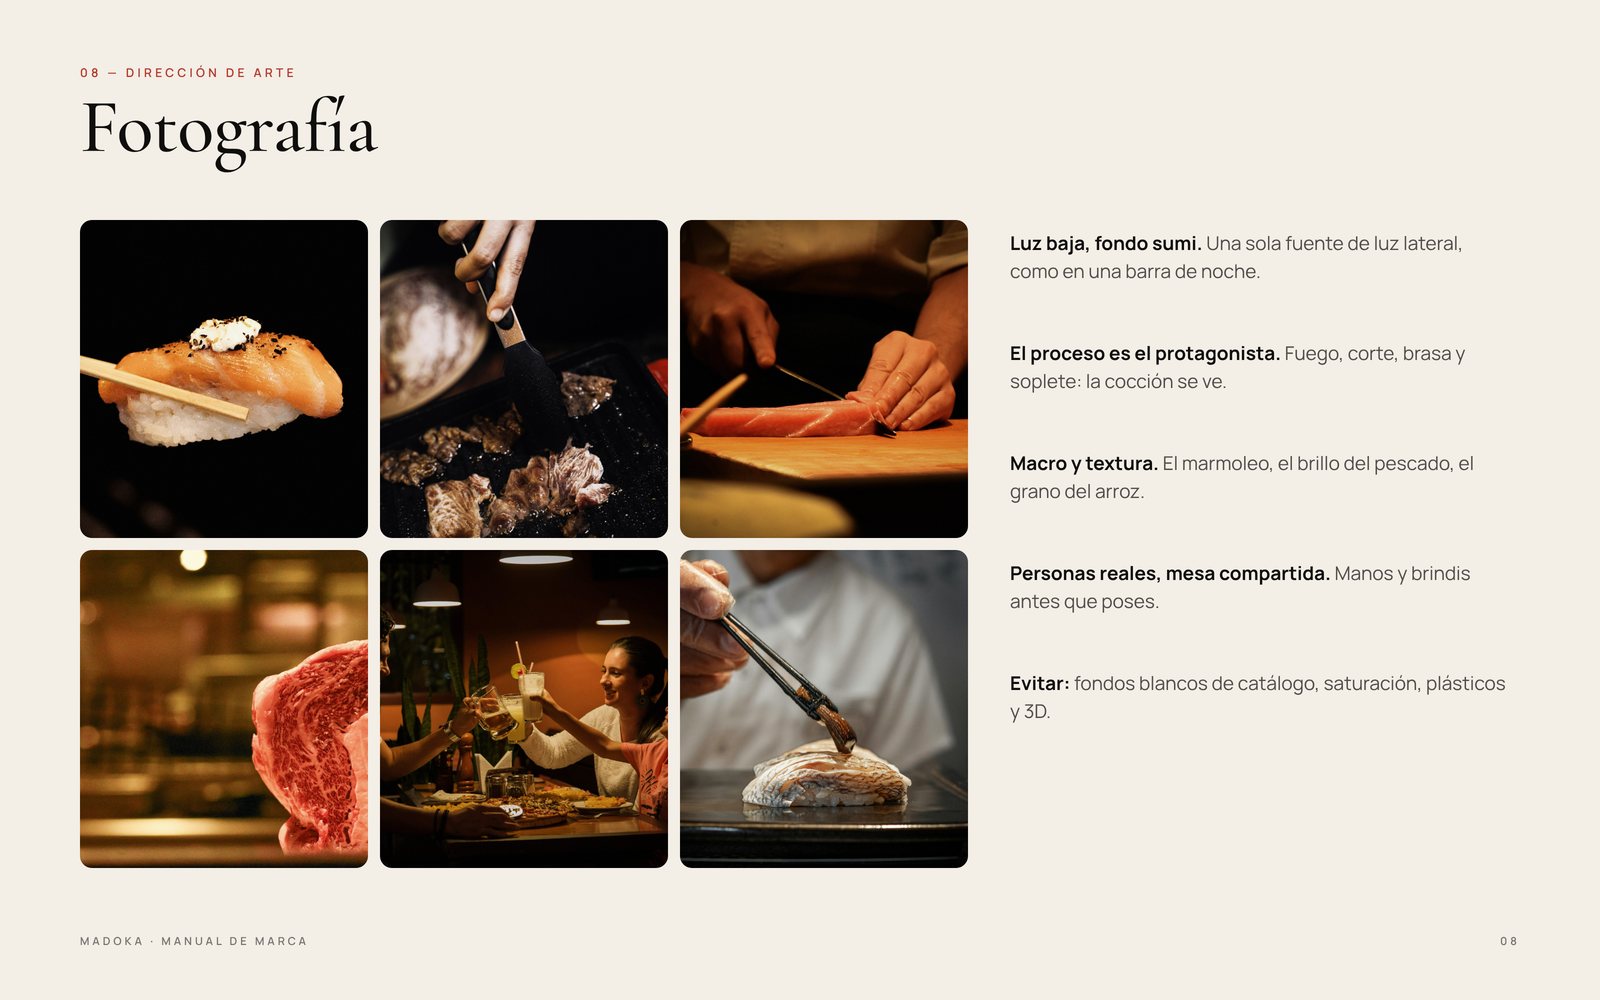 08 — DIRECCIÓN DE ARTE
Fotografía
Luz baja, fondo sumi. Una sola fuente de luz lateral,
como en una barra de noche.
El proceso es el protagonista. Fuego, corte, brasa y
soplete: la cocción se ve.
Macro y textura. El marmoleo, el brillo del pescado, el
grano del arroz.
Personas reales, mesa compartida. Manos y brindis
antes que poses.
Evitar: fondos blancos de catálogo, saturación, plásticos
y 3D.
MADOKA · MANUAL DE MARCA
08